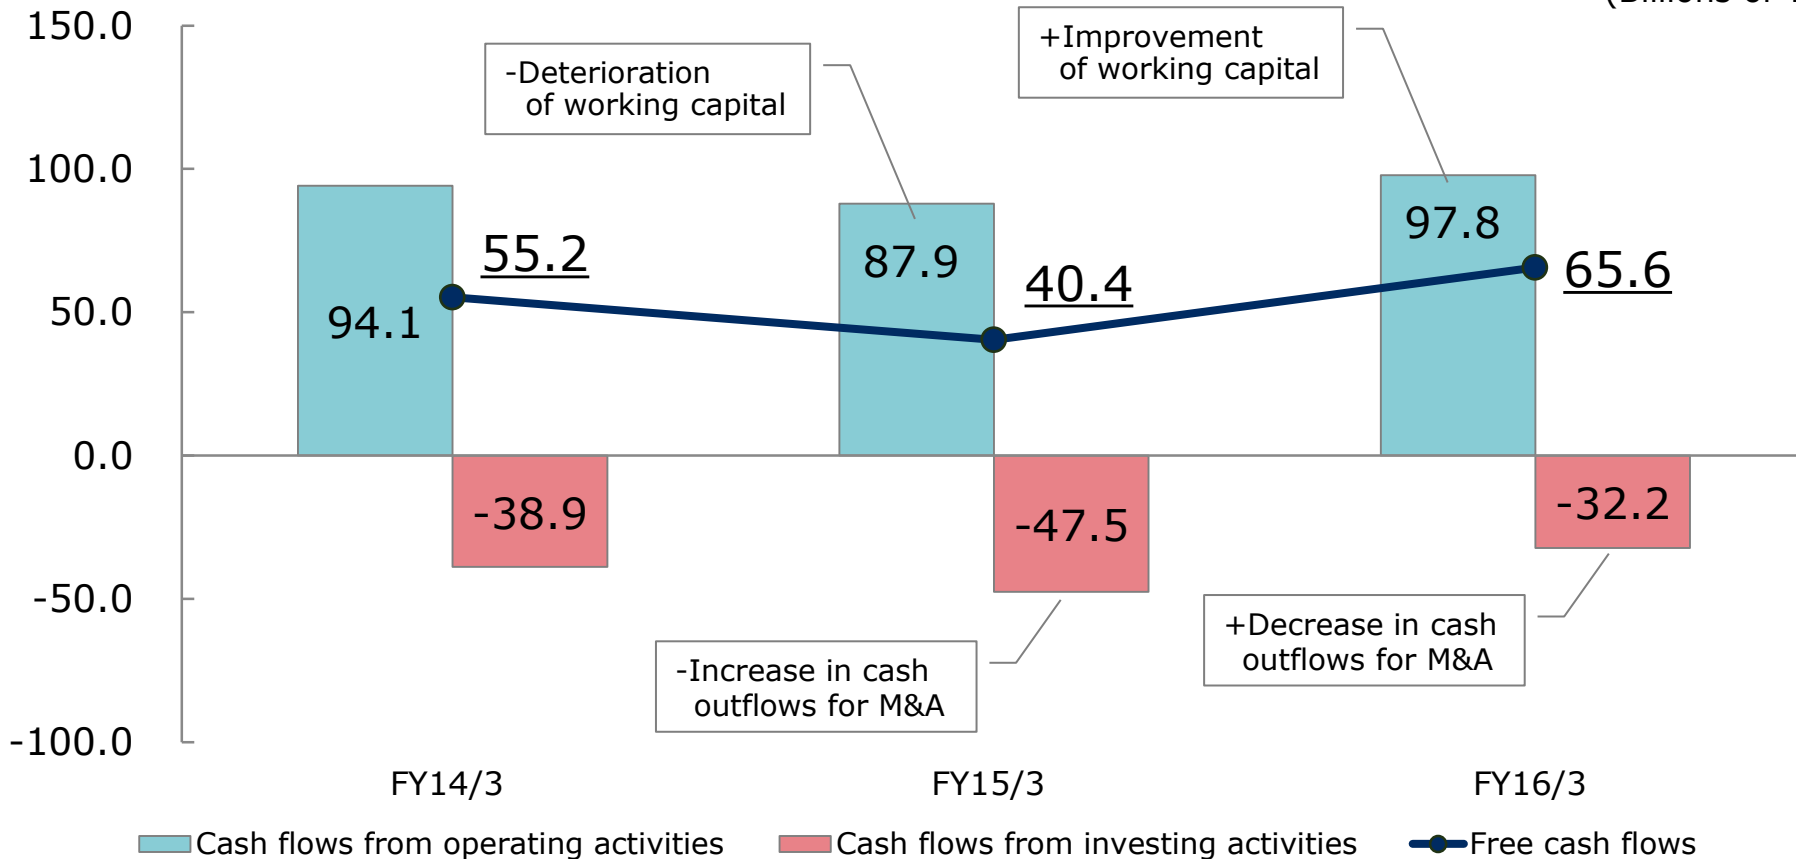 (Billions of
150.0
100.0
50.0
0.0
-50.0
-100.0
-Deterioration
of working capital
+Improvement
of working capital
94.1
55.2
87.9
40.4
97.8
65.6
-38.9
-47.5
-32.2
-Increase in cash
outflows for M&A
+Decrease in cash
outflows for M&A
FY14/3
FY15/3
FY16/3
Cash flows from operating activities
Cash flows from investing activities
Free cash flows